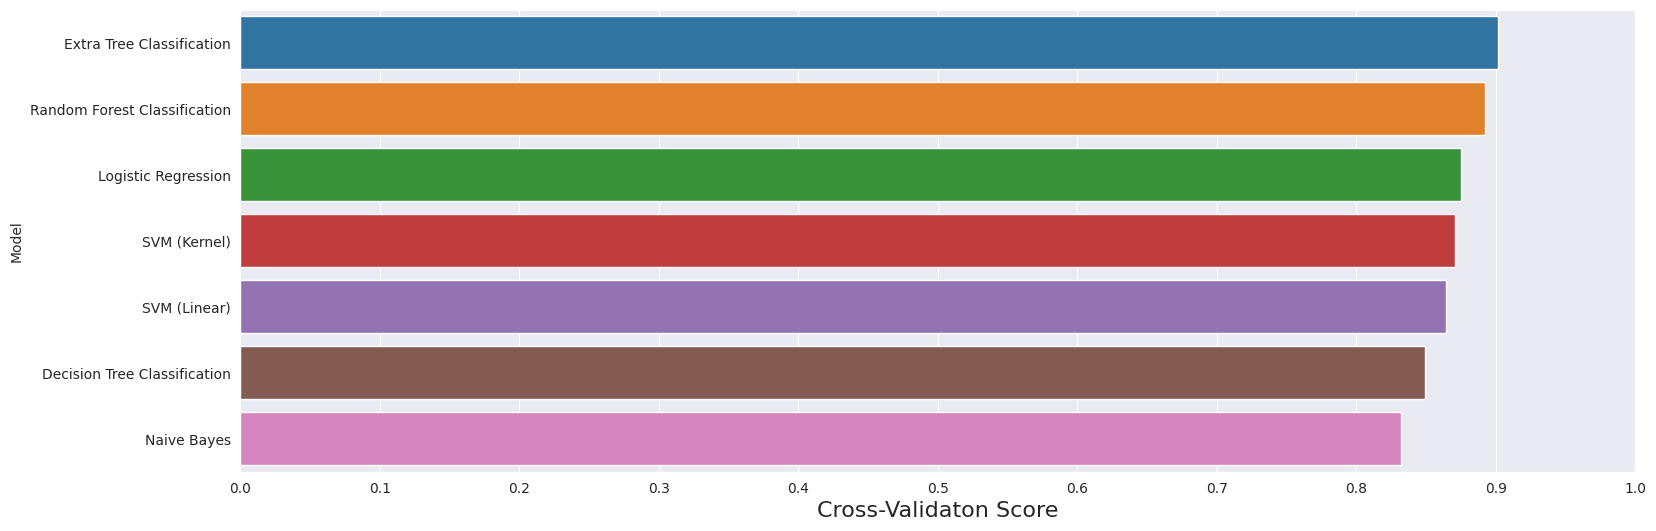 Extra Tree Classification
Random Forest Classification
Logistic Regression
SVM (Kernel)
SVM (Linear)
Decision Tree Classification
Naive Bayes
Model
0.0 0.1 0.2 0.3 0.4 0.5 0.6 0.7 0.8 0.9 1.0
Cross-Validaton Score